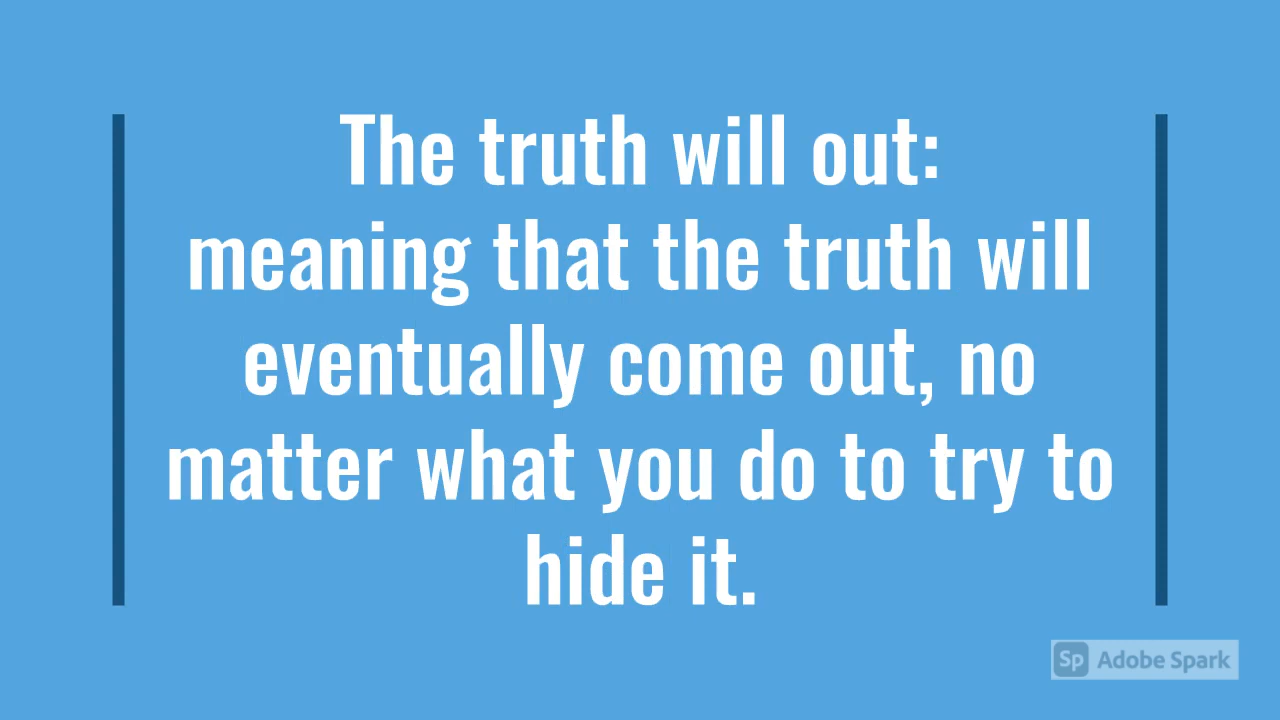 The truth will out:
meaning that the truth will
eventually come out, no
matter what you do to try to
hide it.
Sp Adobe Spark